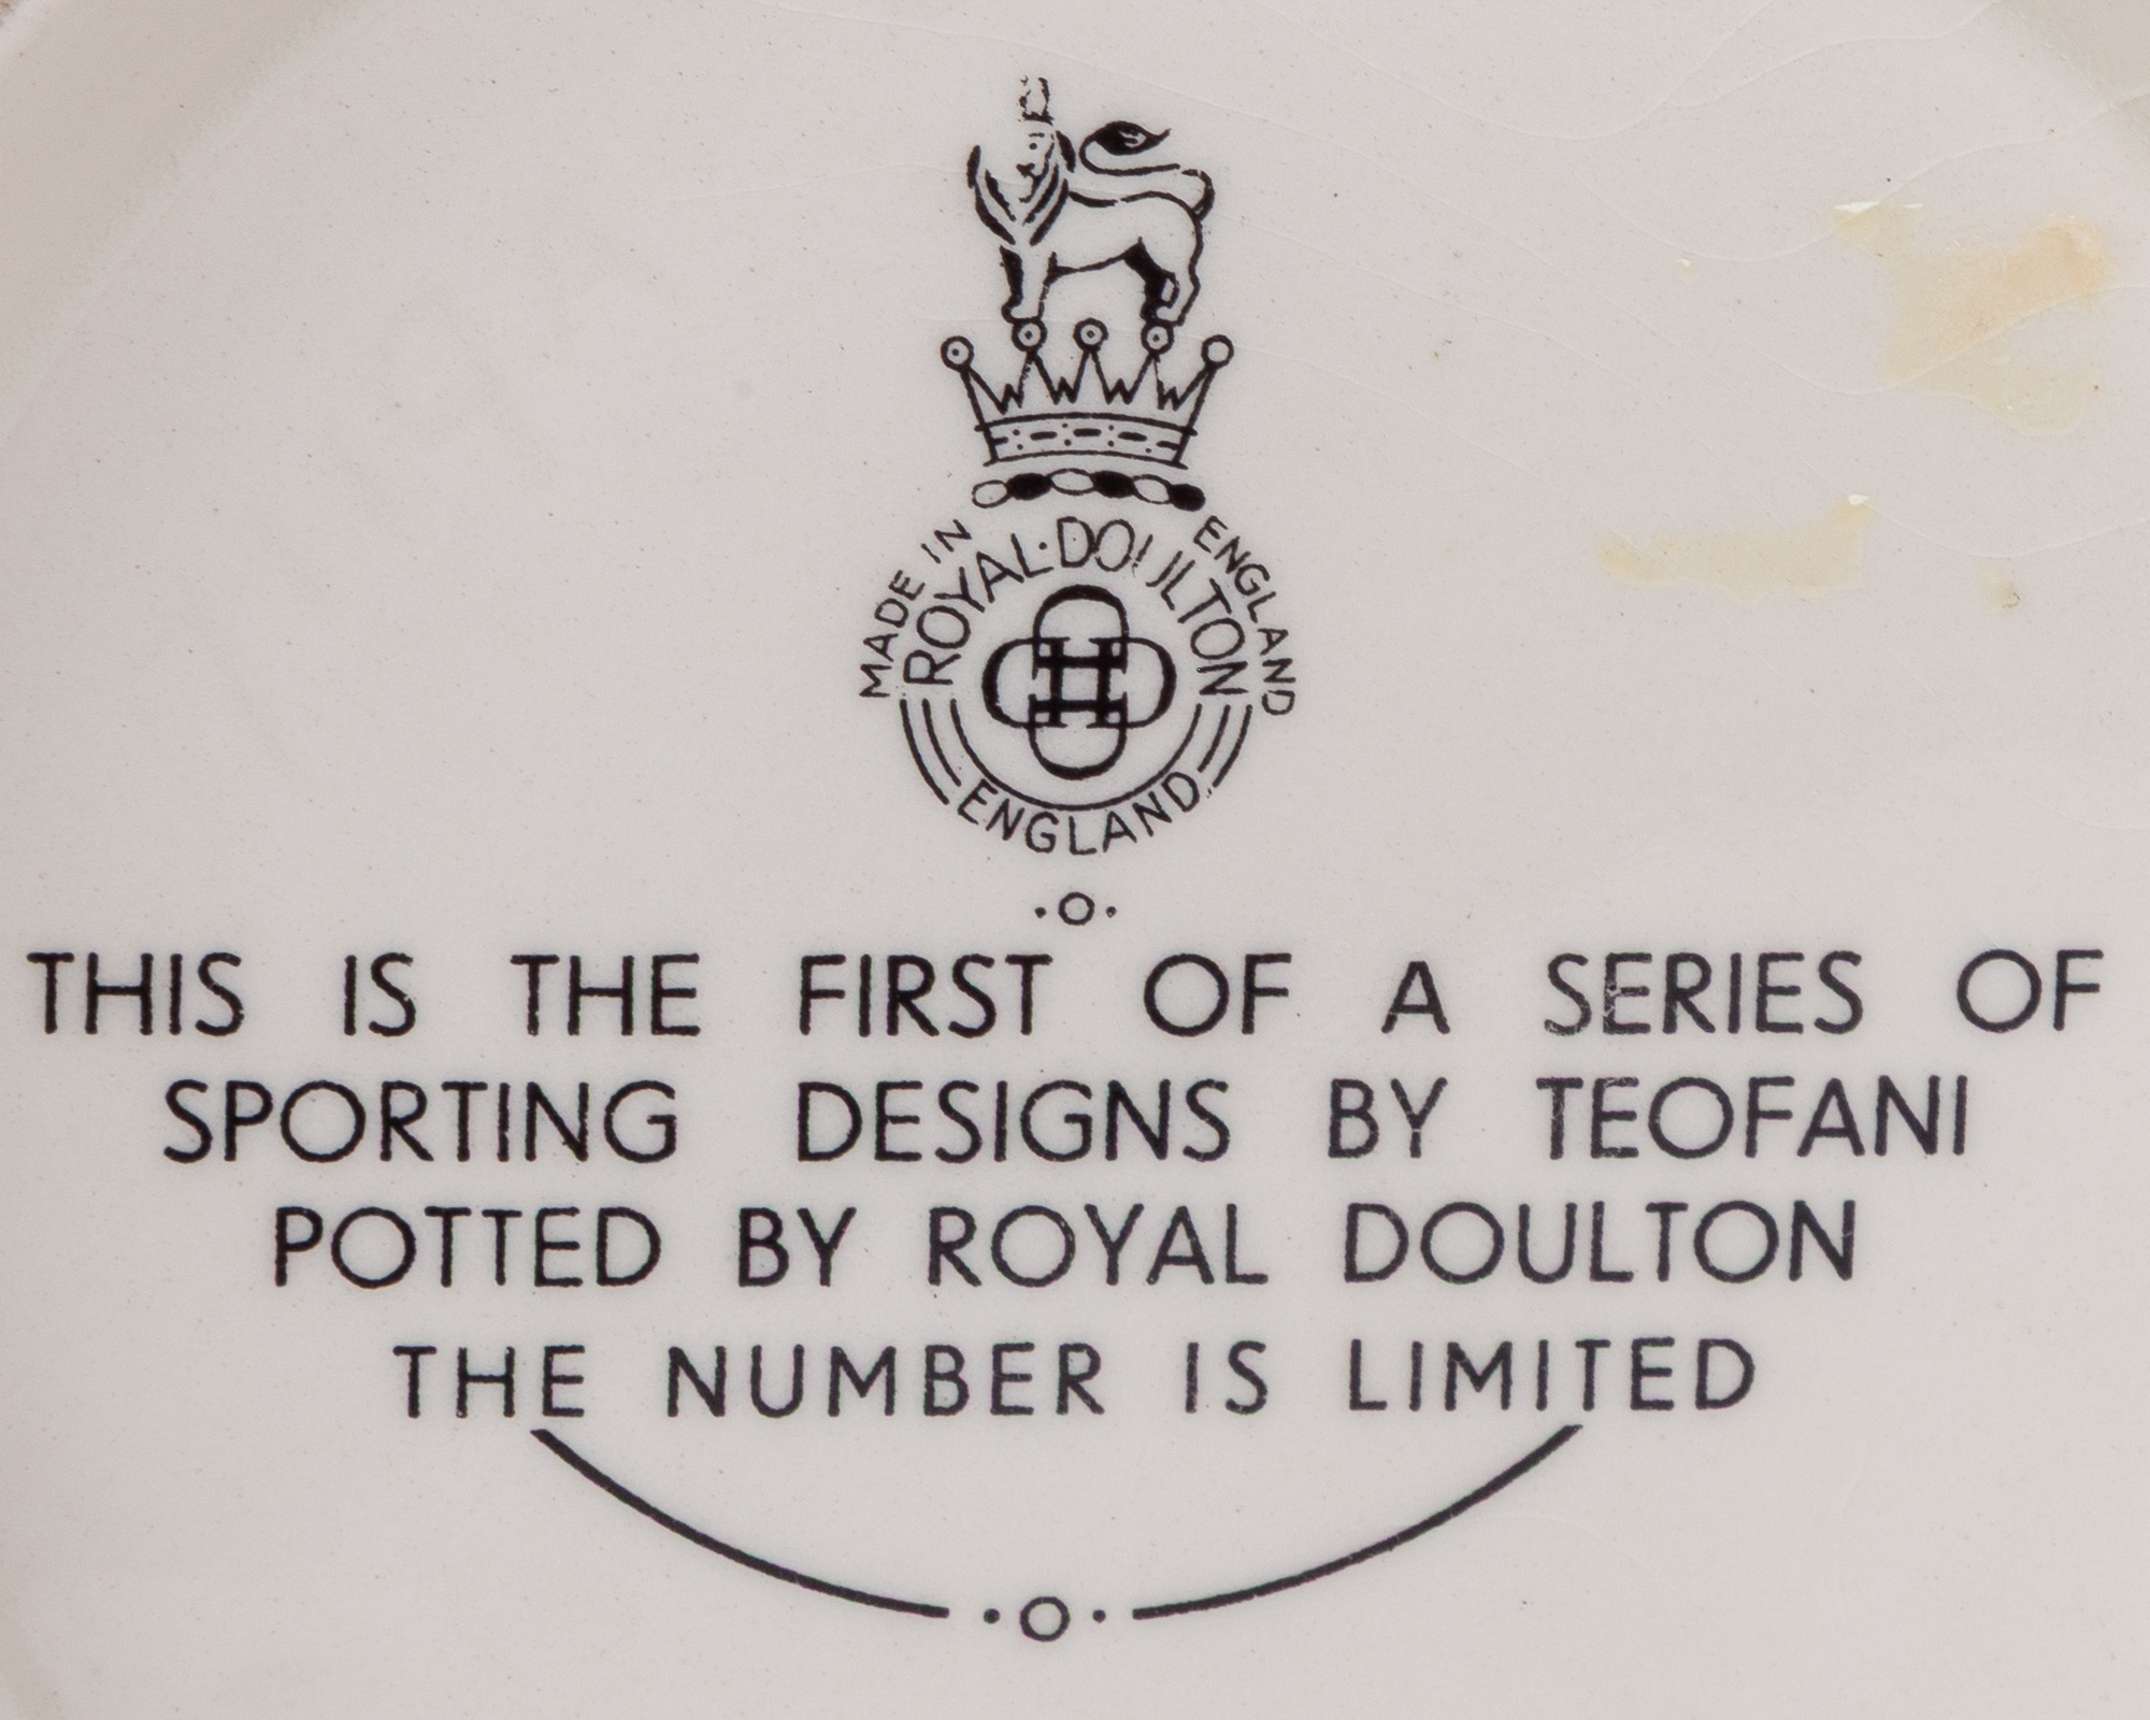 MADE IN ENGLAND
ROYAL·DOULTON
ENGLAND
THIS IS THE FIRST OF A SERIES OF
SPORTING DESIGNS BY TEOFANI
POTTED BY ROYAL DOULTON
THE NUMBER IS LIMITED